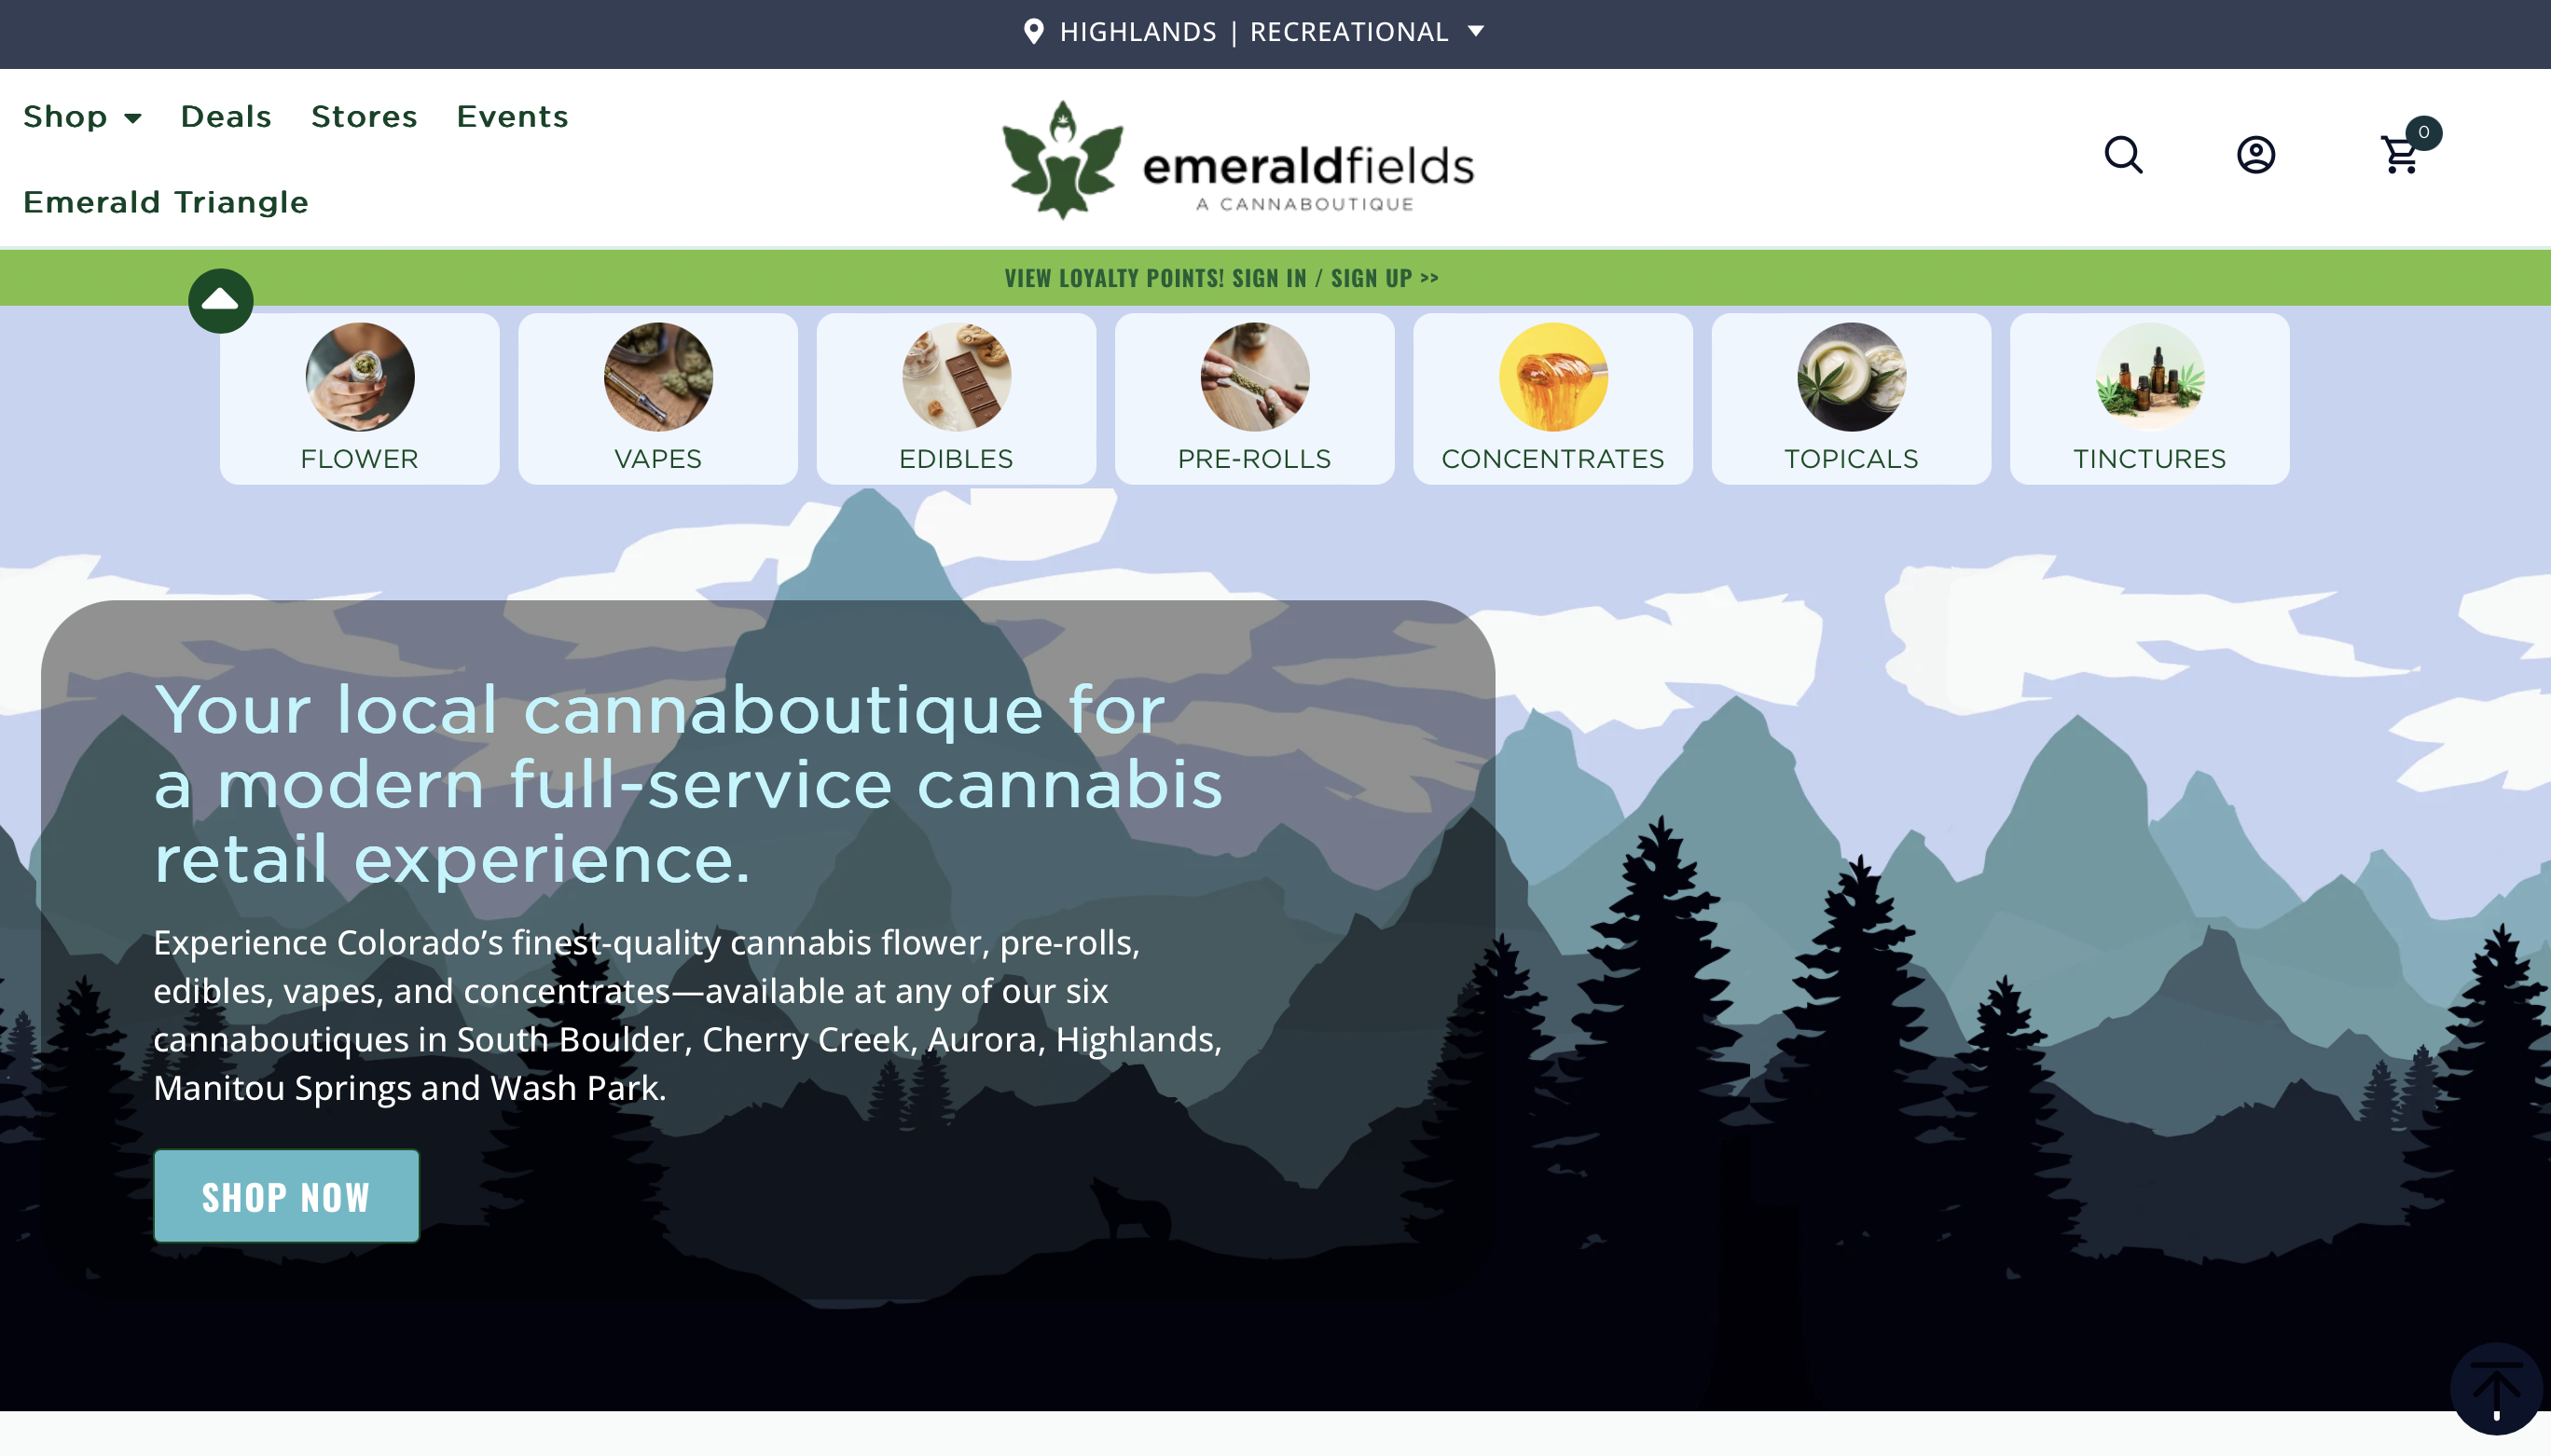 HIGHLANDS | RECREATIONAL
Shop Deals Stores Events
Emerald Triangle
emeraldfields
A CANNABOUTIQUE
0
VIEW LOYALTY POINTS! SIGN IN / SIGN UP >>
FLOWER
VAPES
EDIBLES
PRE-ROLLS
CONCENTRATES
TOPICALS
TINCTURES
Your local cannaboutique for
a modern full-service cannabis
retail experience.
Experience Colorado’s finest-quality cannabis flower, pre-rolls,
edibles, vapes, and concentrates—available at any of our six
cannaboutiques in South Boulder, Cherry Creek, Aurora, Highlands,
Manitou Springs and Wash Park.
SHOP NOW